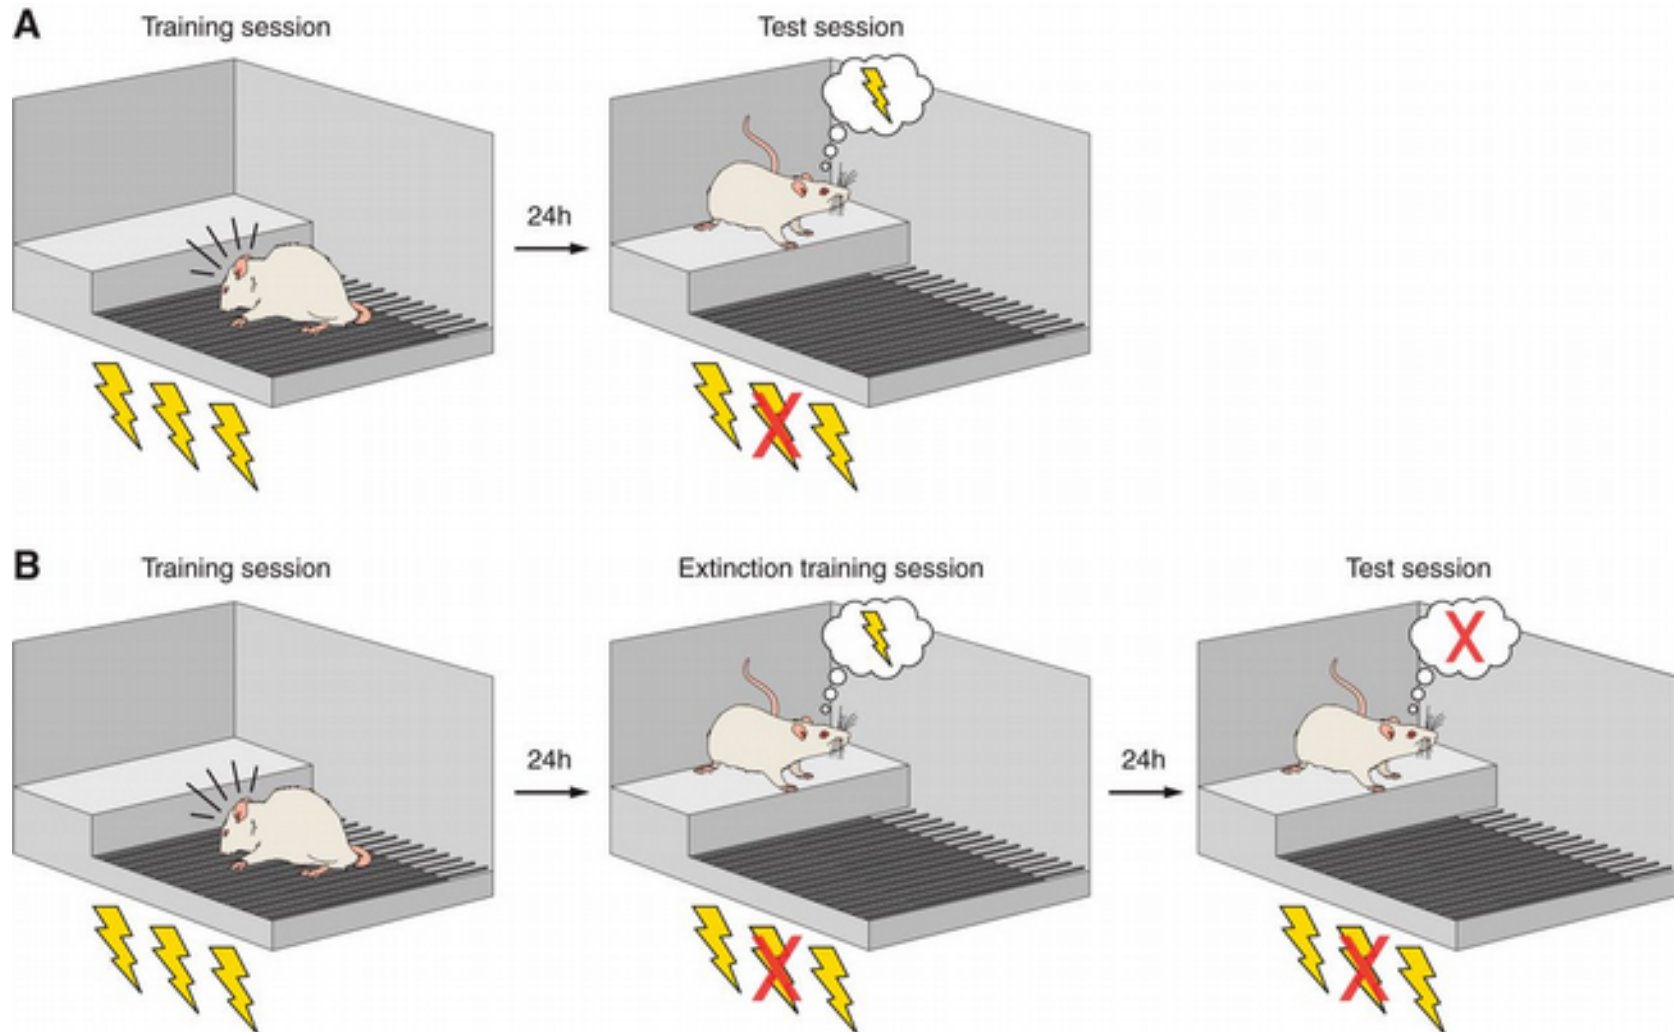 A
Training session
Test session
24h
B
Training session
Extinction training session
Test session
24h
24h